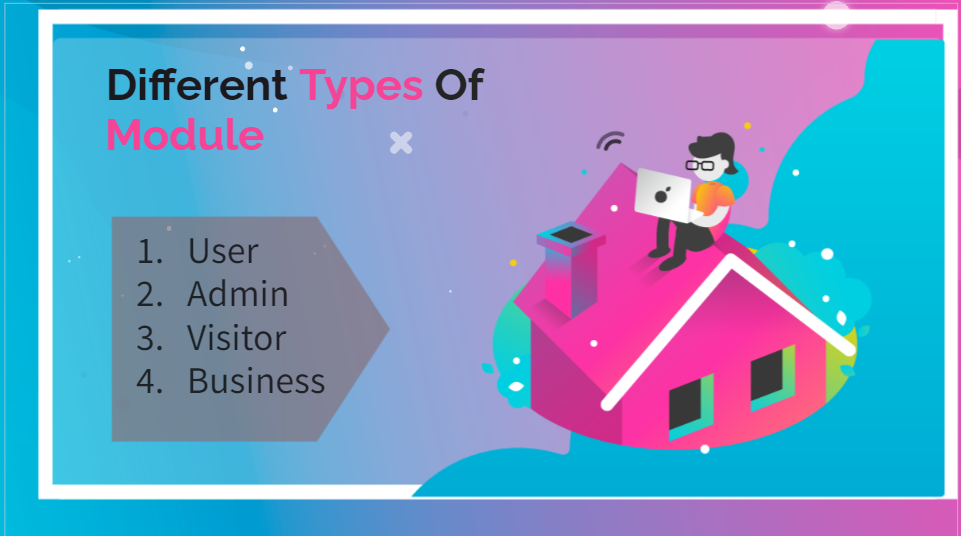 Different Types Of
Module
1. User
2. Admin
3. Visitor
4. Business